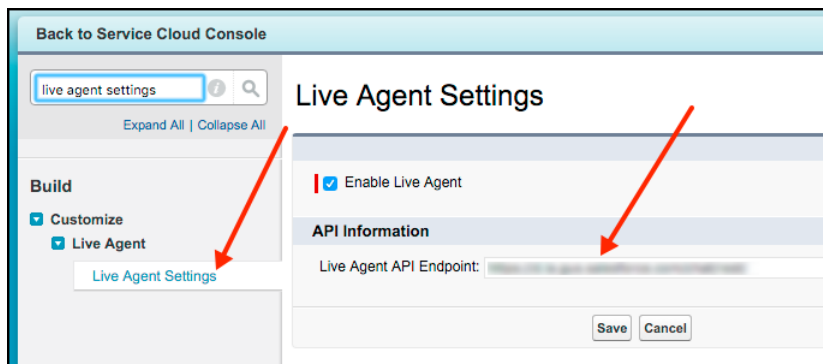 Back to Service Cloud Console
live agent settings
Expand All | Collapse All
Build
Customize
Live Agent
Live Agent Settings
Live Agent Settings
Enable Live Agent
API Information
Live Agent API Endpoint:
Save Cancel